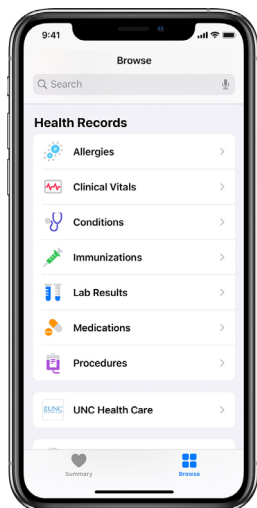 9:41
Browse
Search
Health Records
Allergies
Clinical Vitals
Conditions
Immunizations
Lab Results
Medications
Procedures
UNC
UNC Health Care
Summary
Browse